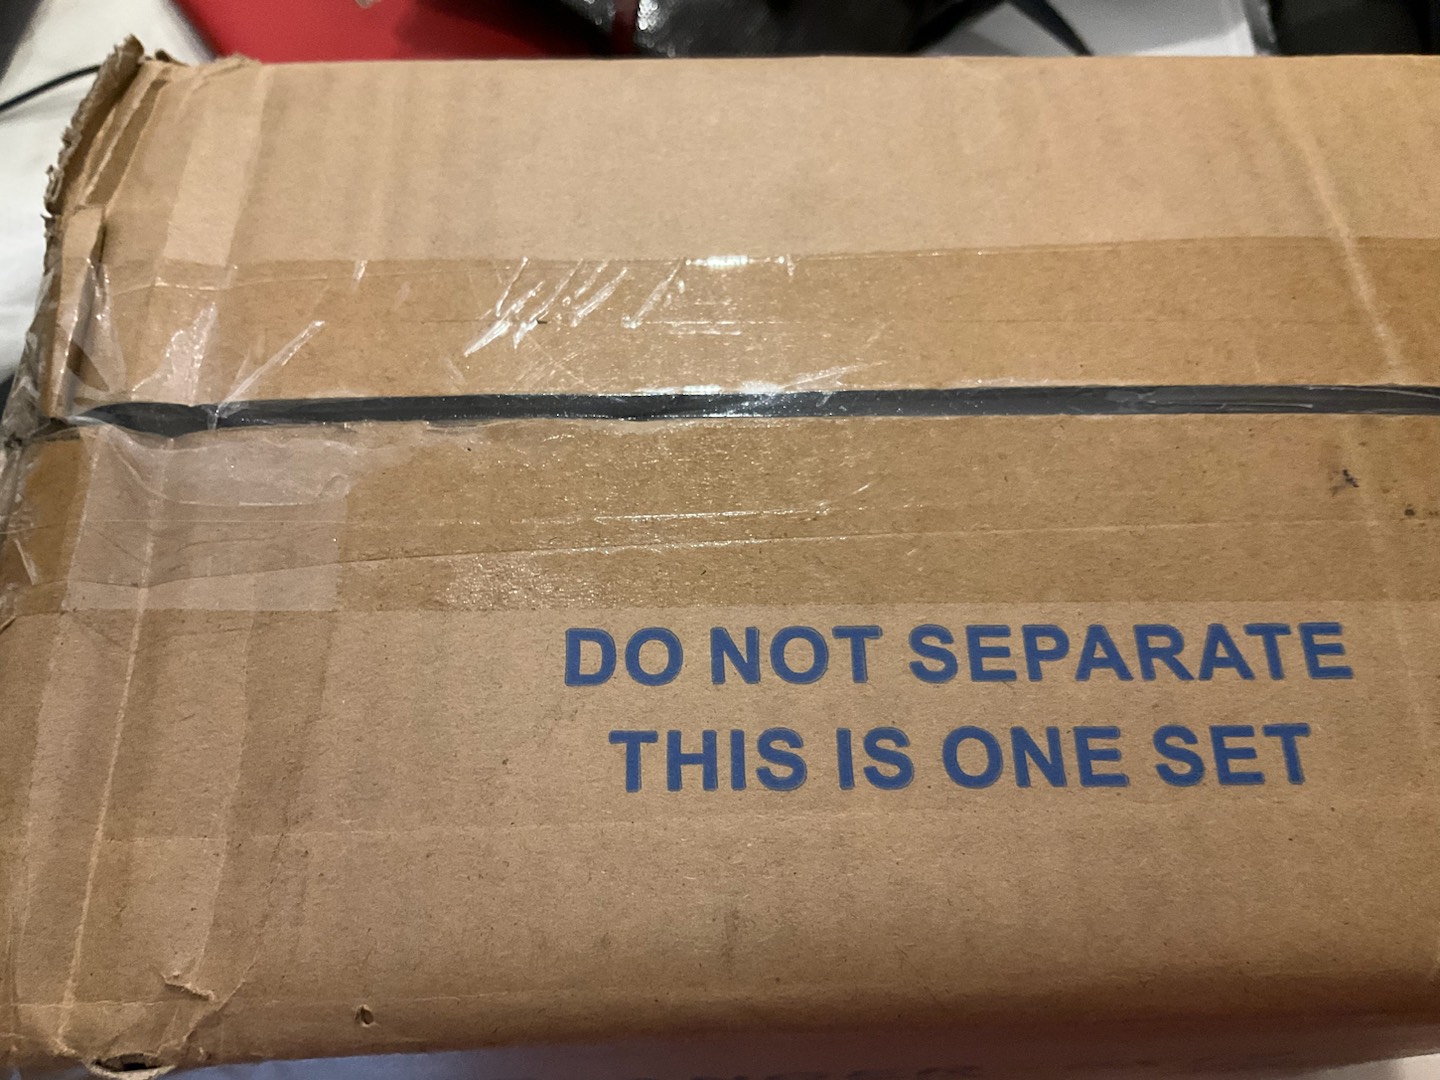 DO NOT SEPARATE
THIS IS ONE SET